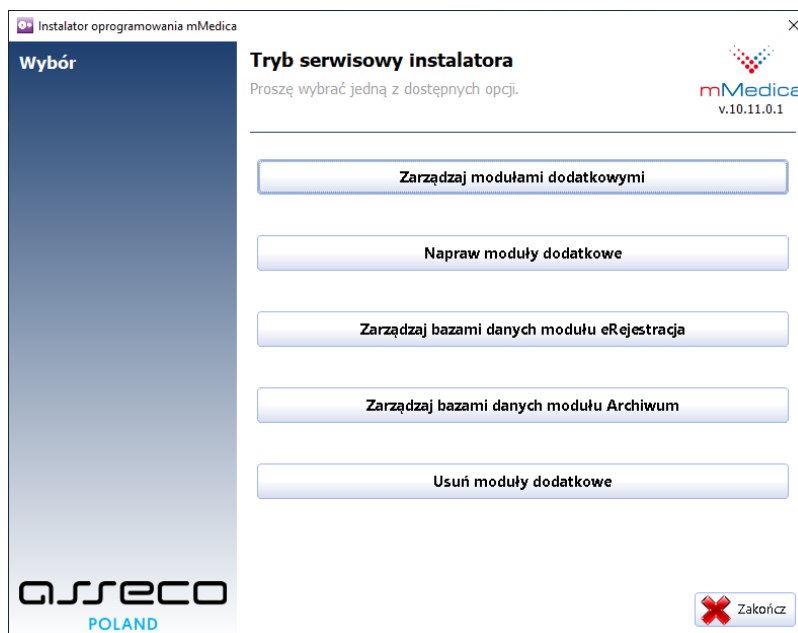 Instalator oprogramowania mMedica
Wybór
Tryb serwisowy instalatora
Proszę wybrać jedną z dostępnych opcji.
mMedica
v.10.11.0.1
Zarządzaj modułami dodatkowymi
Napraw moduły dodatkowe
Zarządzaj bazami danych modułu eRejestracja
Zarządzaj bazami danych modułu Archiwum
Usuń moduły dodatkowe
asseco
POLAND
Zakończ